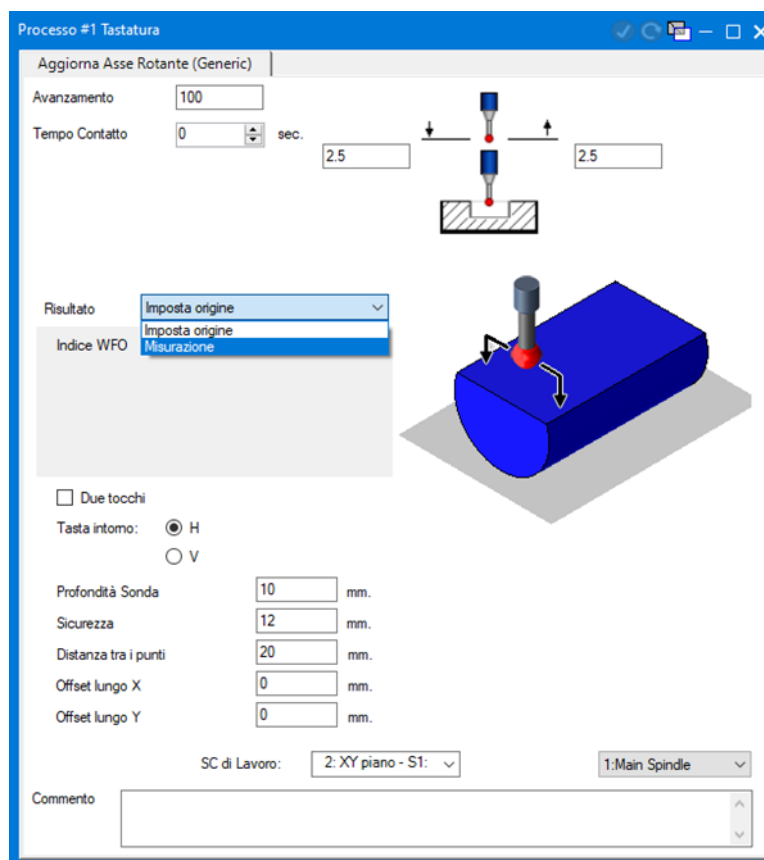 Processo #1 Tastatura
Aggiorna Asse Rotante (Generic)
Avanzamento 100
Tempo Contatto 0 sec.
2.5 2.5
Risultato Imposta origine
Imposta origine
Indice WFO Misurazione
Due tocchi
Tasta intorno: H
V
Profondità Sonda 10 mm.
Sicurezza 12 mm.
Distanza tra i punti 20 mm.
Offset lungo X 0 mm.
Offset lungo Y 0 mm.
SC di Lavoro: 2: XY piano - S1: 1:Main Spindle
Commento